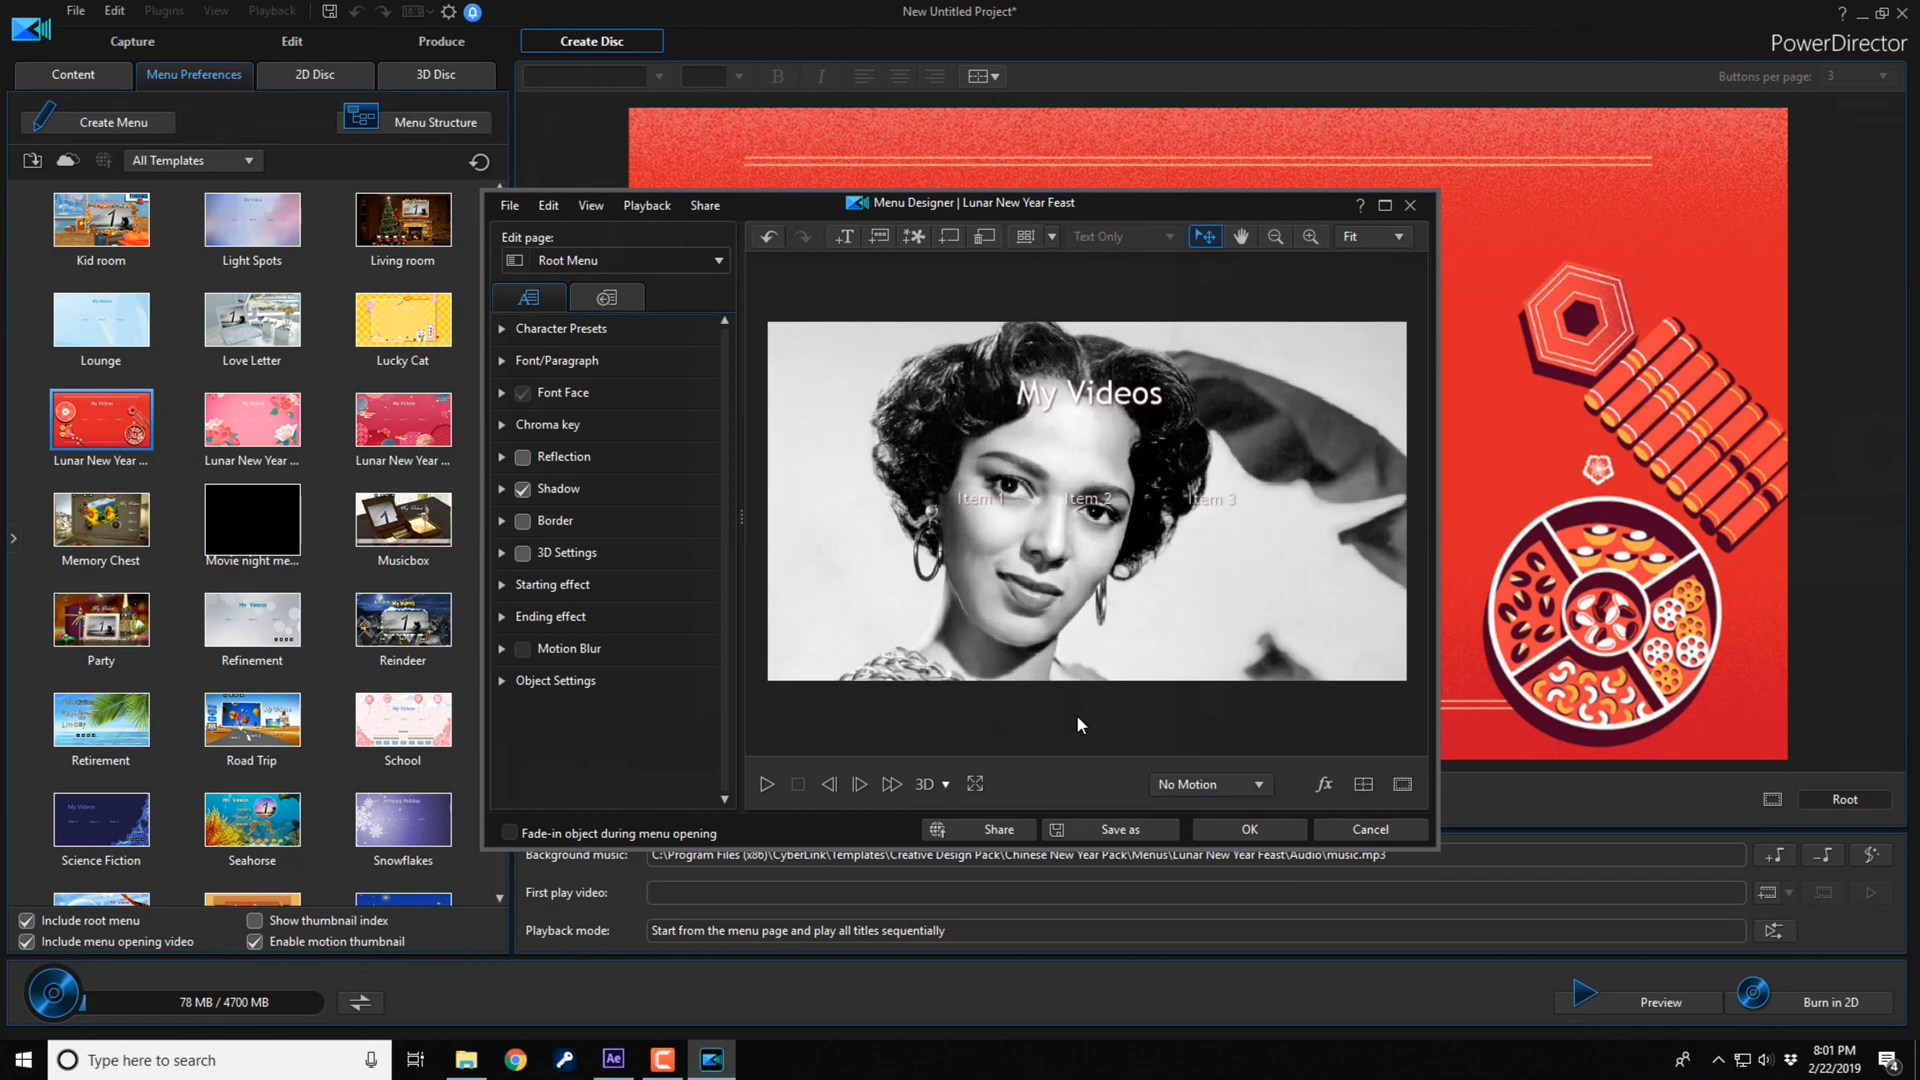 File Edit Plugins View Playback 16:9 New Untitled Project* ?
Capture Edit Produce Create Disc PowerDirector
Content Menu Preferences 2D Disc 3D Disc B I Buttons per page: 3
Create Menu Menu Structure
All Templates
Kid room Light Spots Living room
Lounge Love Letter Lucky Cat
Lunar New Year ... Lunar New Year ... Lunar New Year ...
Memory Chest Movie night me... Musicbox
Party Refinement Reindeer
Retirement Road Trip School
Science Fiction Seahorse Snowflakes
Include root menu Show thumbnail index
Include menu opening video Enable motion thumbnail
78 MB / 4700 MB
File Edit View Playback Share Menu Designer | Lunar New Year Feast ?
Edit page:
Root Menu
Text Only Fit
Character Presets
Font/Paragraph
Font Face
Chroma key
Reflection
Shadow
Border
3D Settings
Starting effect
Ending effect
Motion Blur
Object Settings
My Videos
Item 1 Item 2 Item 3
3D No Motion fx
Fade-in object during menu opening Share Save as OK Cancel
Root
Background music: C:\Program Files (x86)\CyberLink\Templates\Creative Design Pack\Chinese New Year Pack\Menus\Lunar New Year Feast\Audio\music.mp3
First play video:
Playback mode: Start from the menu page and play all titles sequentially
Preview Burn in 2D
Type here to search Ae 8:01 PM
2/22/2019 4